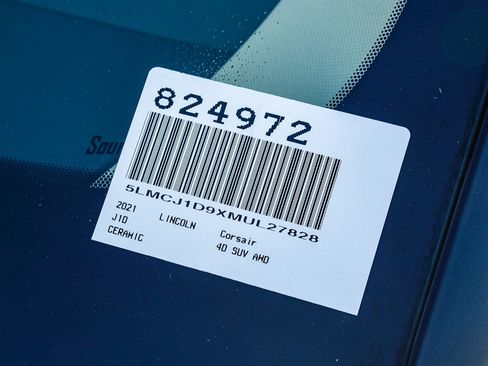 824972
5LMCJ1D9XMUL27828
2021 LINCOLN Corsair
J1D 4D SUV AWD
CERAMIC